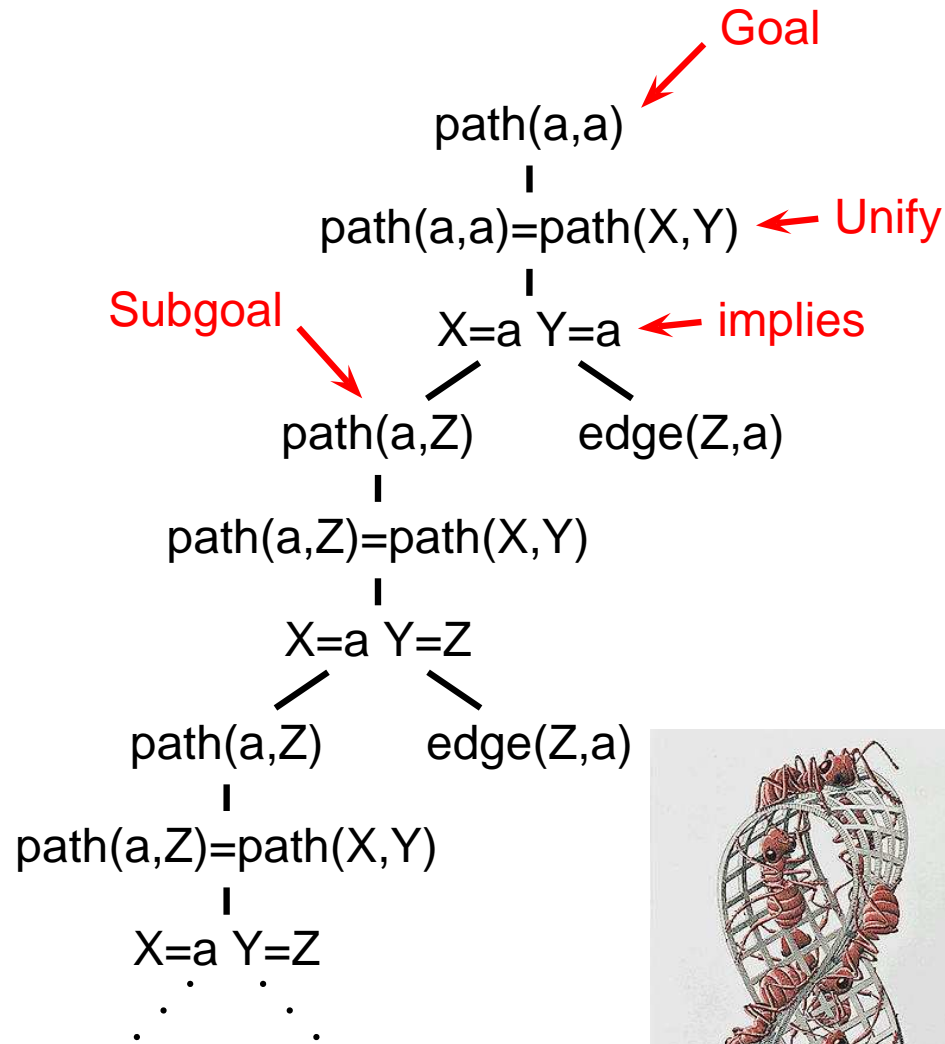 Goal
path(a,a)
path(a,a)=path(X,Y)
Unify
Subgoal
X=a Y=a
implies
path(a,Z)
edge(Z,a)
path(a,Z)=path(X,Y)
X=a Y=Z
path(a,Z)
edge(Z,a)
path(a,Z)=path(X,Y)
X=a Y=Z